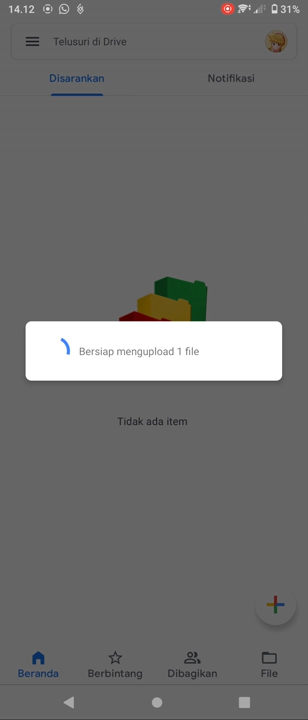 14.12
31%
Telusuri di Drive
Disarankan
Notifikasi
Bersiap mengupload 1 file
Tidak ada item
Beranda
Berbintang
Dibagikan
File